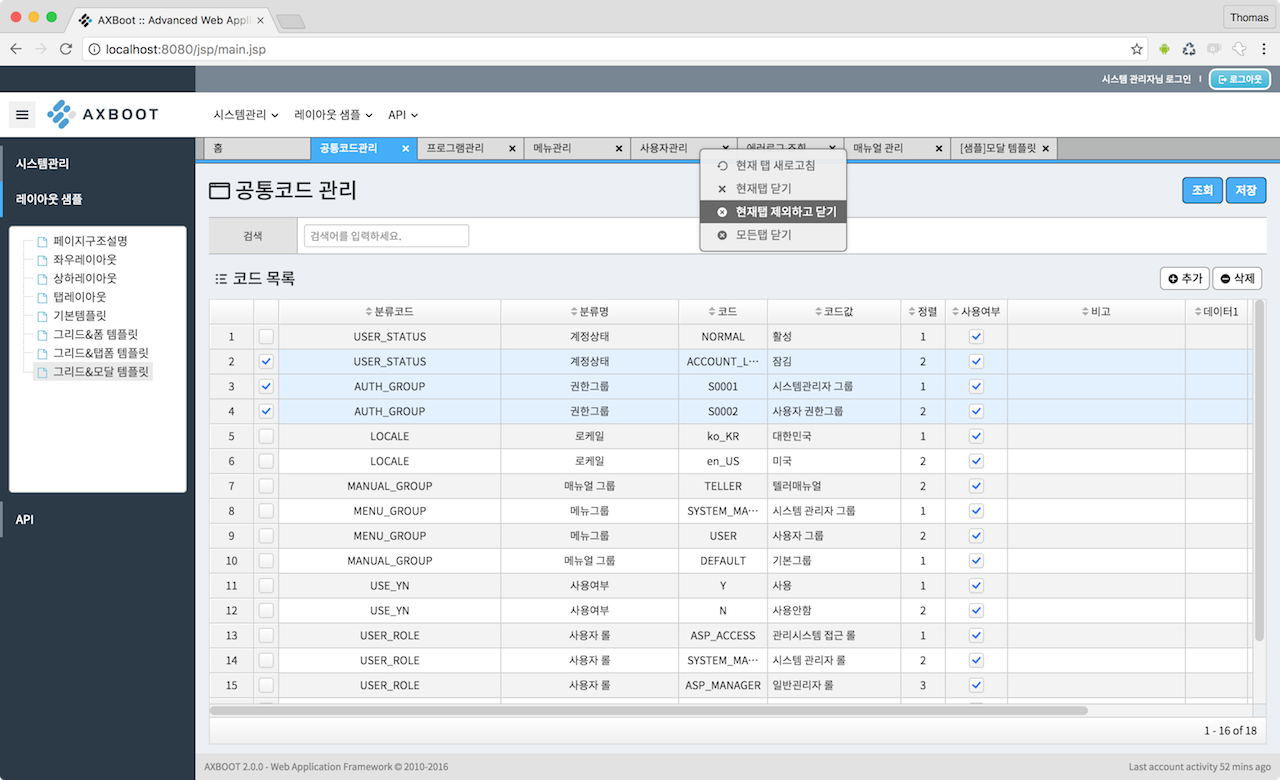 AXBoot :: Advanced Web Appli
Thomas
localhost:8080/jsp/main.jsp
시스템 관리자님 로그인
로그아웃
AXBOOT
시스템관리 레이아웃 샘플 API
홈 공통코드관리 프로그램관리 메뉴관리 사용자관리 에러로그 조회 매뉴얼 관리 [샘플]모달 템플릿
현재 탭 새로고침
현재탭 닫기
현재탭 제외하고 닫기
모든탭 닫기
시스템관리
레이아웃 샘플
페이지구조설명
좌우레이아웃
상하레이아웃
탭레이아웃
기본템플릿
그리드&폼 템플릿
그리드&탭폼 템플릿
그리드&모달 템플릿
API
공통코드 관리
조회 저장
검색 검색어를 입력하세요.
코드 목록
추가 삭제
분류코드 분류명 코드 코드값 정렬 사용여부 비고 데이터1
1 USER_STATUS 계정상태 NORMAL 활성 1
2 USER_STATUS 계정상태 ACCOUNT_L··· 잠김 2
3 AUTH_GROUP 권한그룹 S0001 시스템관리자 그룹 1
4 AUTH_GROUP 권한그룹 S0002 사용자 권한그룹 2
5 LOCALE 로케일 ko_KR 대한민국 1
6 LOCALE 로케일 en_US 미국 2
7 MANUAL_GROUP 매뉴얼 그룹 TELLER 텔러매뉴얼 2
8 MENU_GROUP 메뉴그룹 SYSTEM_MA··· 시스템 관리자 그룹 1
9 MENU_GROUP 메뉴그룹 USER 사용자 그룹 2
10 MANUAL_GROUP 메뉴얼 그룹 DEFAULT 기본그룹 1
11 USE_YN 사용여부 Y 사용 1
12 USE_YN 사용여부 N 사용안함 2
13 USER_ROLE 사용자 롤 ASP_ACCESS 관리시스템 접근 롤 1
14 USER_ROLE 사용자 롤 SYSTEM_MA··· 시스템 관리자 롤 2
15 USER_ROLE 사용자 롤 ASP_MANAGER 일반관리자 롤 3
1 - 16 of 18
AXBOOT 2.0.0 - Web Application Framework © 2010-2016
Last account activity 52 mins ago